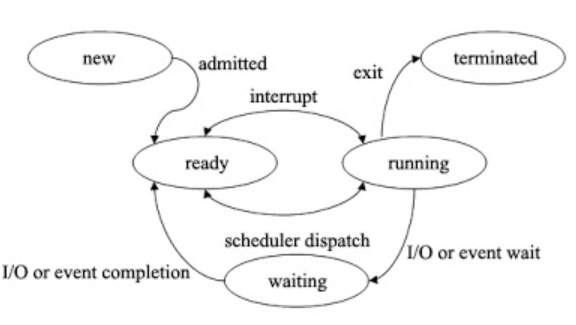 new
admitted
exit
terminated
interrupt
ready
running
scheduler dispatch
I/O or event completion
waiting
I/O or event wait